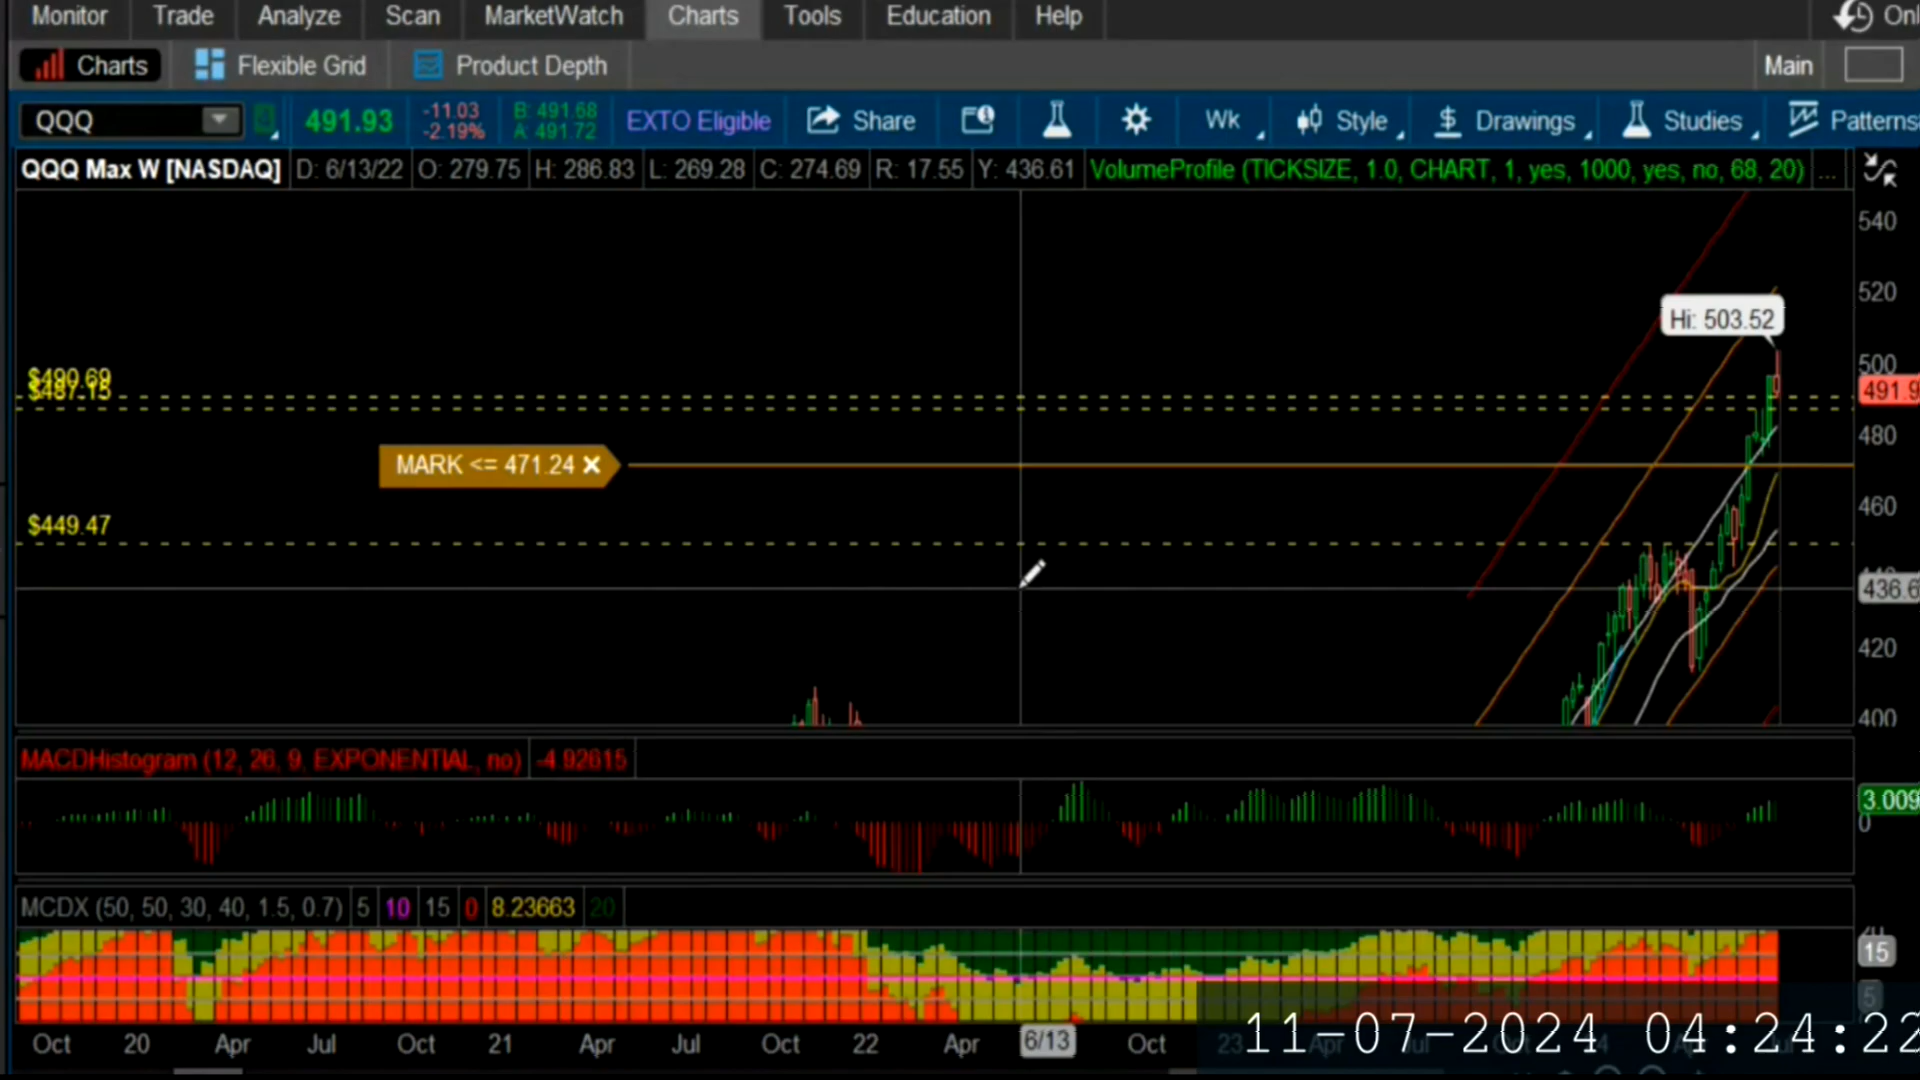 Monitor Trade Analyze Scan MarketWatch Charts Tools Education Help
Charts Flexible Grid Product Depth Main
QQQ 491.93 -11.03 -2.19% B: 491.68 A: 491.72 EXTO Eligible Share Wk Style Drawings Studies Patterns
QQQ Max W [NASDAQ] D: 6/13/22 O: 279.75 H: 286.83 L: 269.28 C: 274.69 R: 17.55 Y: 436.61 VolumeProfile (TICKSIZE, 1.0, CHART, 1, yes, 1000, yes, no, 68, 20) ...
540
520
Hi: 503.52
500
$490.69
$487.15
491.9
480
MARK <= 471.24 ×
460
$449.47
436.6
420
400
MACDHistogram (12, 26, 9, EXPONENTIAL, no) -4.92615
3.009
0
MCDX (50, 50, 30, 40, 1.5, 0.7) 5 10 15 0 8.23663 20
15
5
Oct 20 Apr Jul Oct 21 Apr Jul Oct 22 Apr 6/13 Oct 23 Apr Jul
11-07-2024 04:24:22